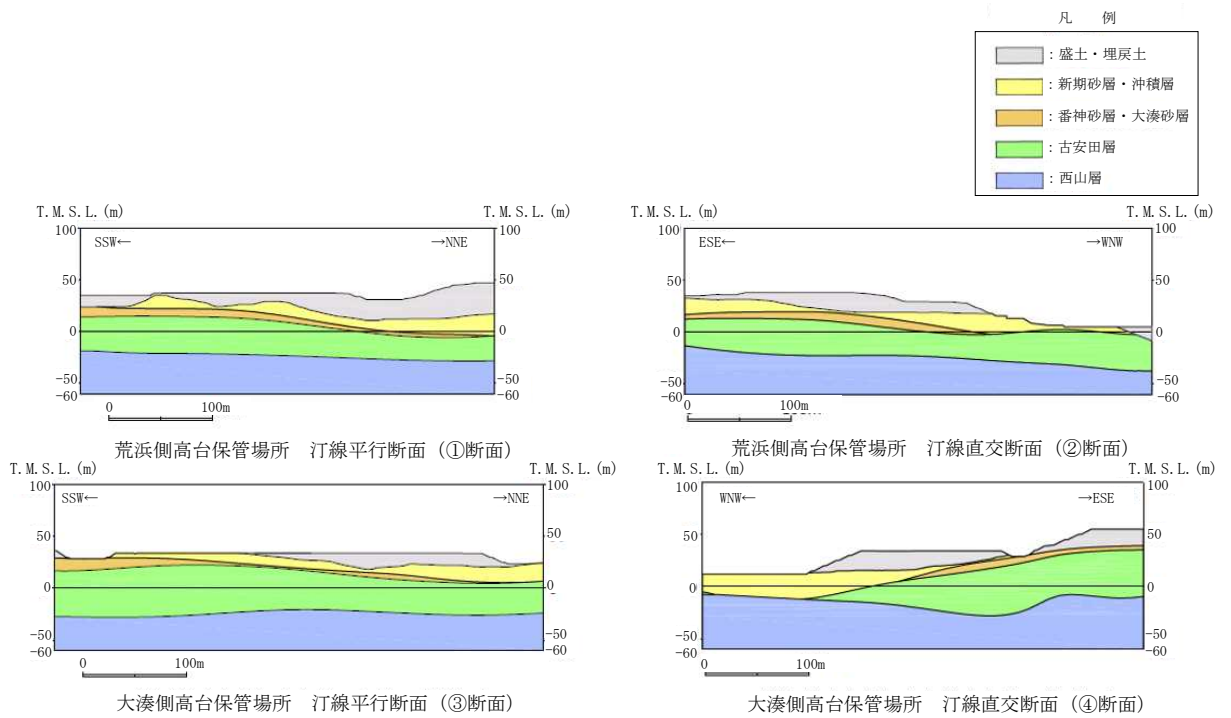 凡 例
：盛土・埋戻土
：新期砂層・沖積層
：番神砂層・大湊砂層
：古安田層
：西山層
T.M.S.L.(m) T.M.S.L.(m)
100 100
SSW← →NNE
50 50
0 0
-50 -50
-60 -60
0 100m
荒浜側高台保管場所 汀線平行断面（①断面）
T.M.S.L.(m) T.M.S.L.(m)
100 100
ESE← →WNW
50 50
0 0
-50 -50
-60 -60
0 100m
荒浜側高台保管場所 汀線直交断面（②断面）
T.M.S.L.(m) T.M.S.L.(m)
100 100
SSW← →NNE
50 50
0 0
-50 -50
-60 -60
0 100m
大湊側高台保管場所 汀線平行断面（③断面）
T.M.S.L.(m) T.M.S.L.(m)
100 100
WNW← →ESE
50 50
0 0
-50 -50
-60 -60
0 100m
大湊側高台保管場所 汀線直交断面（④断面）